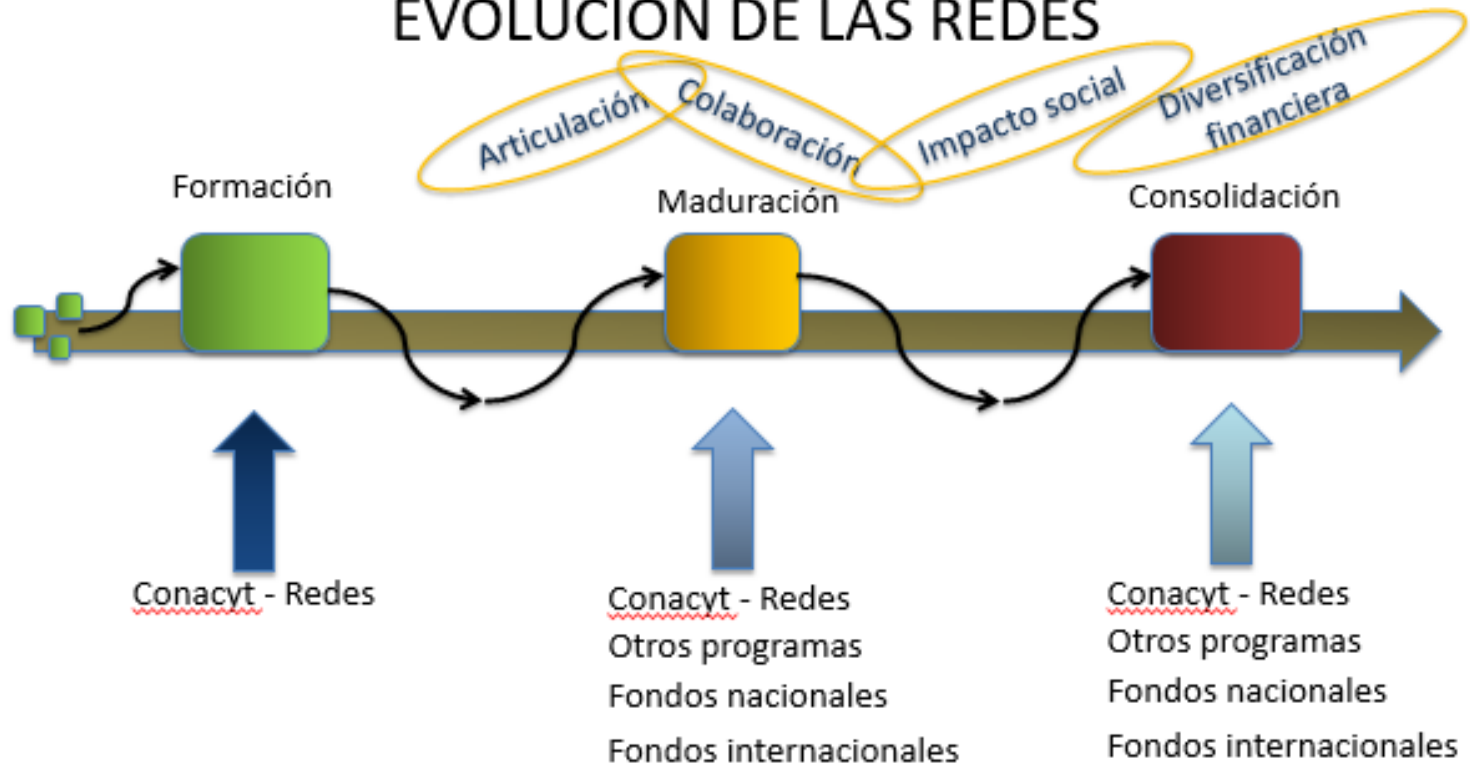 EVOLUCIÓN DE LAS REDES
Articulación
Colaboración
Impacto social
Diversificación
financiera
Formación
Maduración
Consolidación
Conacyt - Redes
Conacyt - Redes
Otros programas
Fondos nacionales
Fondos internacionales
Conacyt - Redes
Otros programas
Fondos nacionales
Fondos internacionales